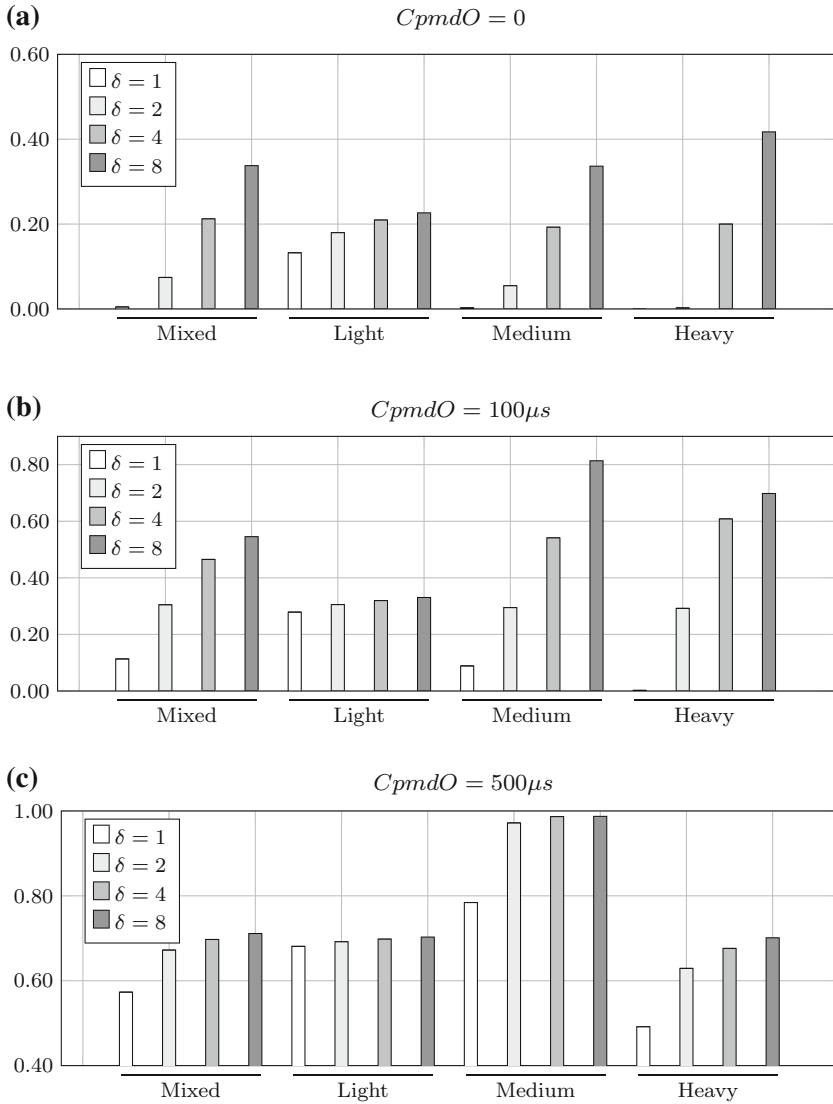 (a)
CpmdO = 0
0.60
0.40
0.20
0.00
δ = 1
δ = 2
δ = 4
δ = 8
Mixed Light Medium Heavy
(b)
CpmdO = 100μs
0.80
0.60
0.40
0.20
0.00
δ = 1
δ = 2
δ = 4
δ = 8
Mixed Light Medium Heavy
(c)
CpmdO = 500μs
1.00
0.80
0.60
0.40
δ = 1
δ = 2
δ = 4
δ = 8
Mixed Light Medium Heavy